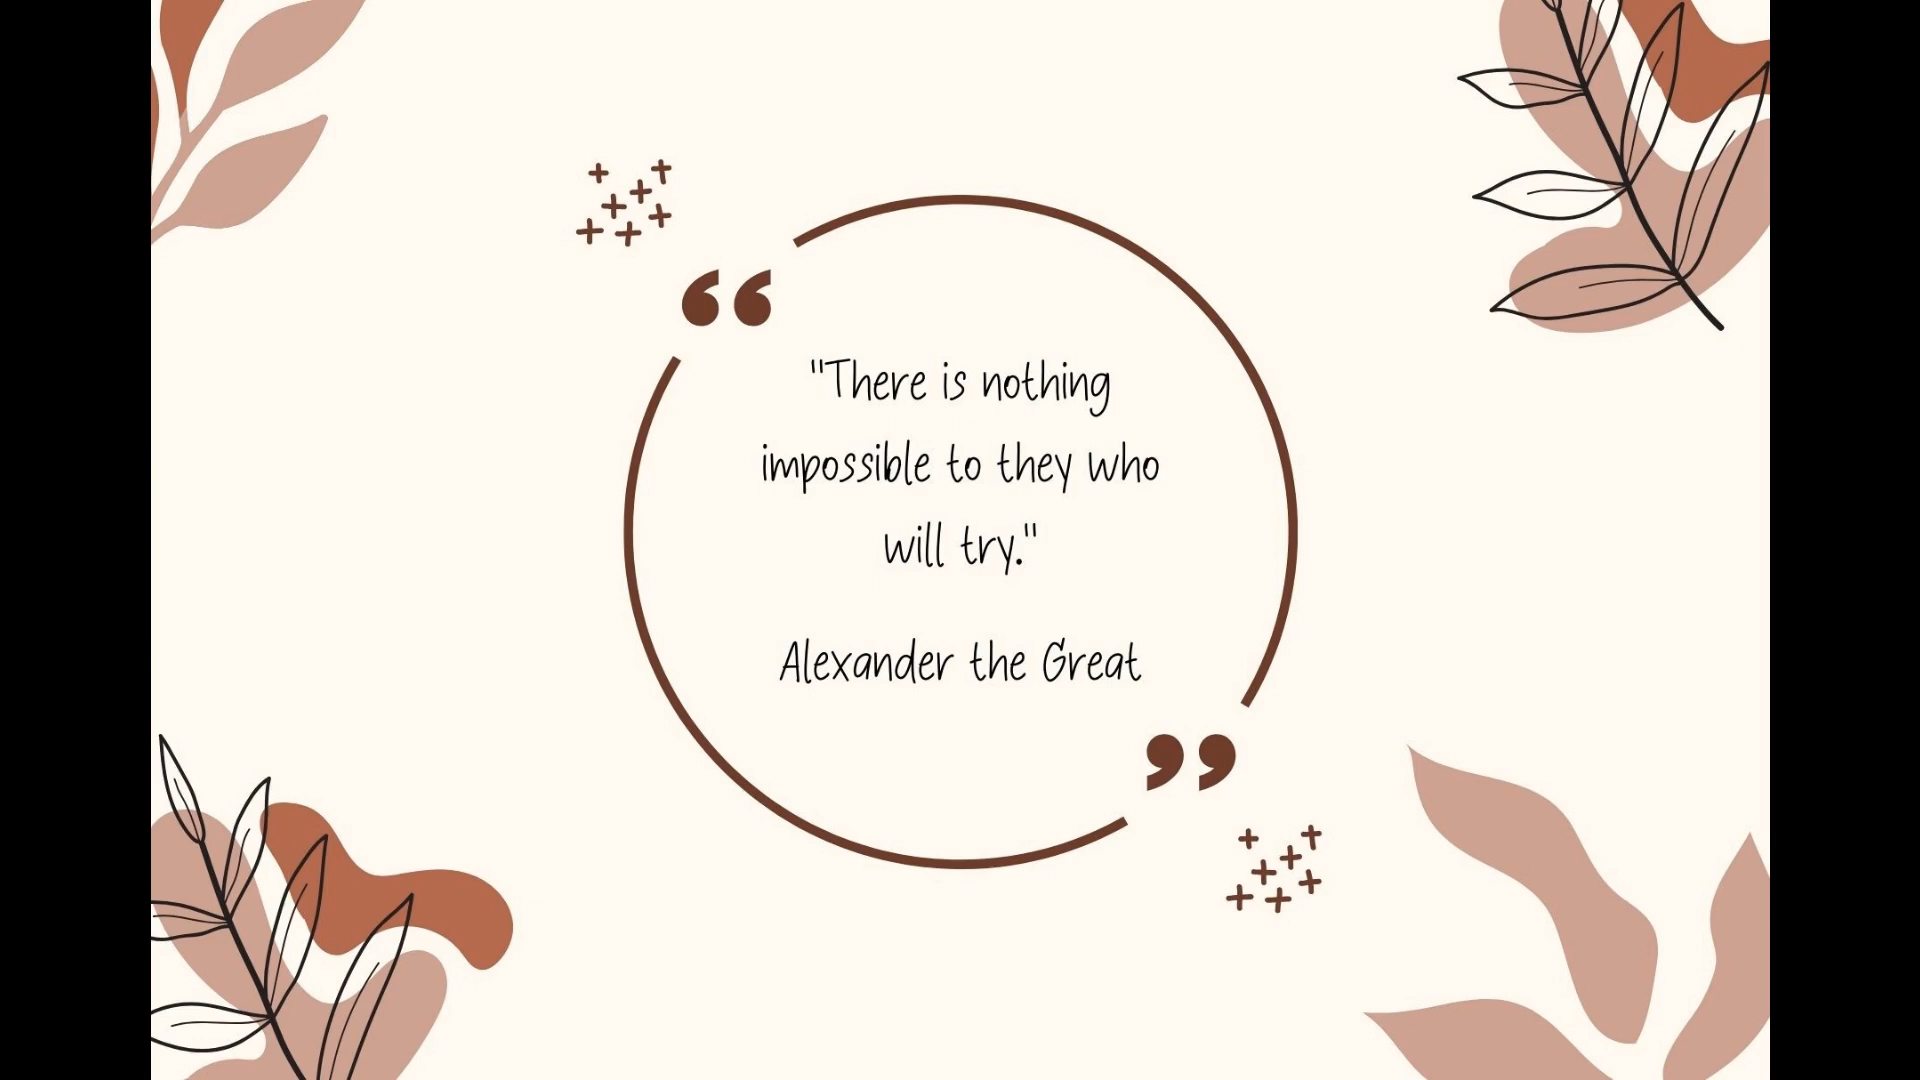 "There is nothing
impossible to they who
will try."
Alexander the Great